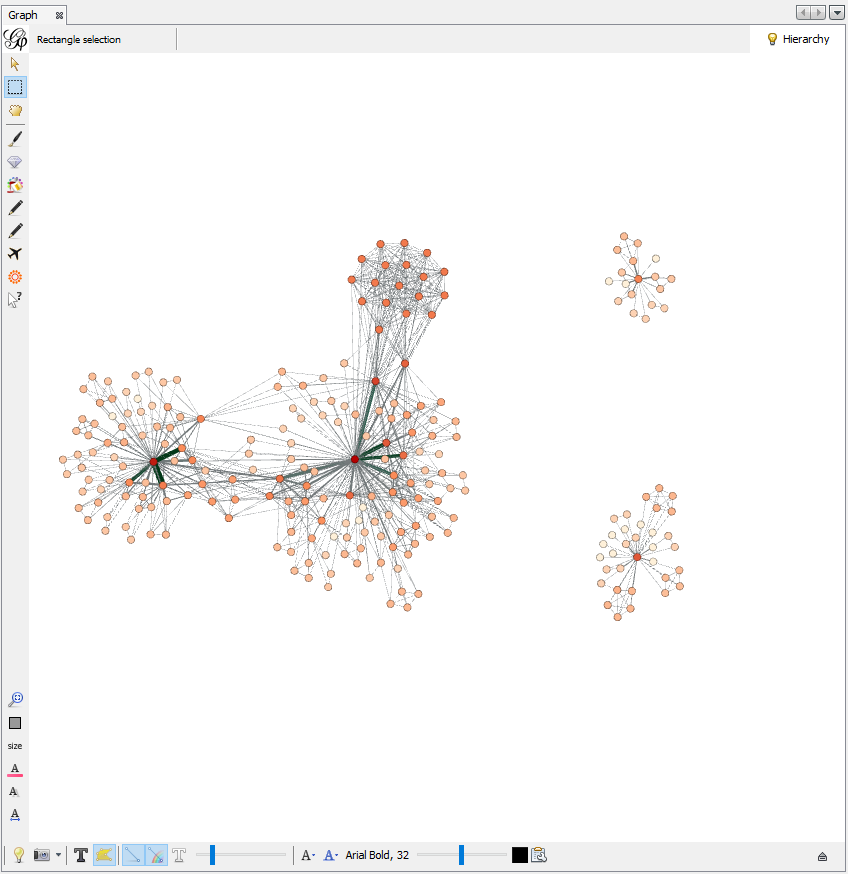 Graph
Rectangle selection
Hierarchy
?
size
A
A
A
T
T
A
A
Arial Bold, 32